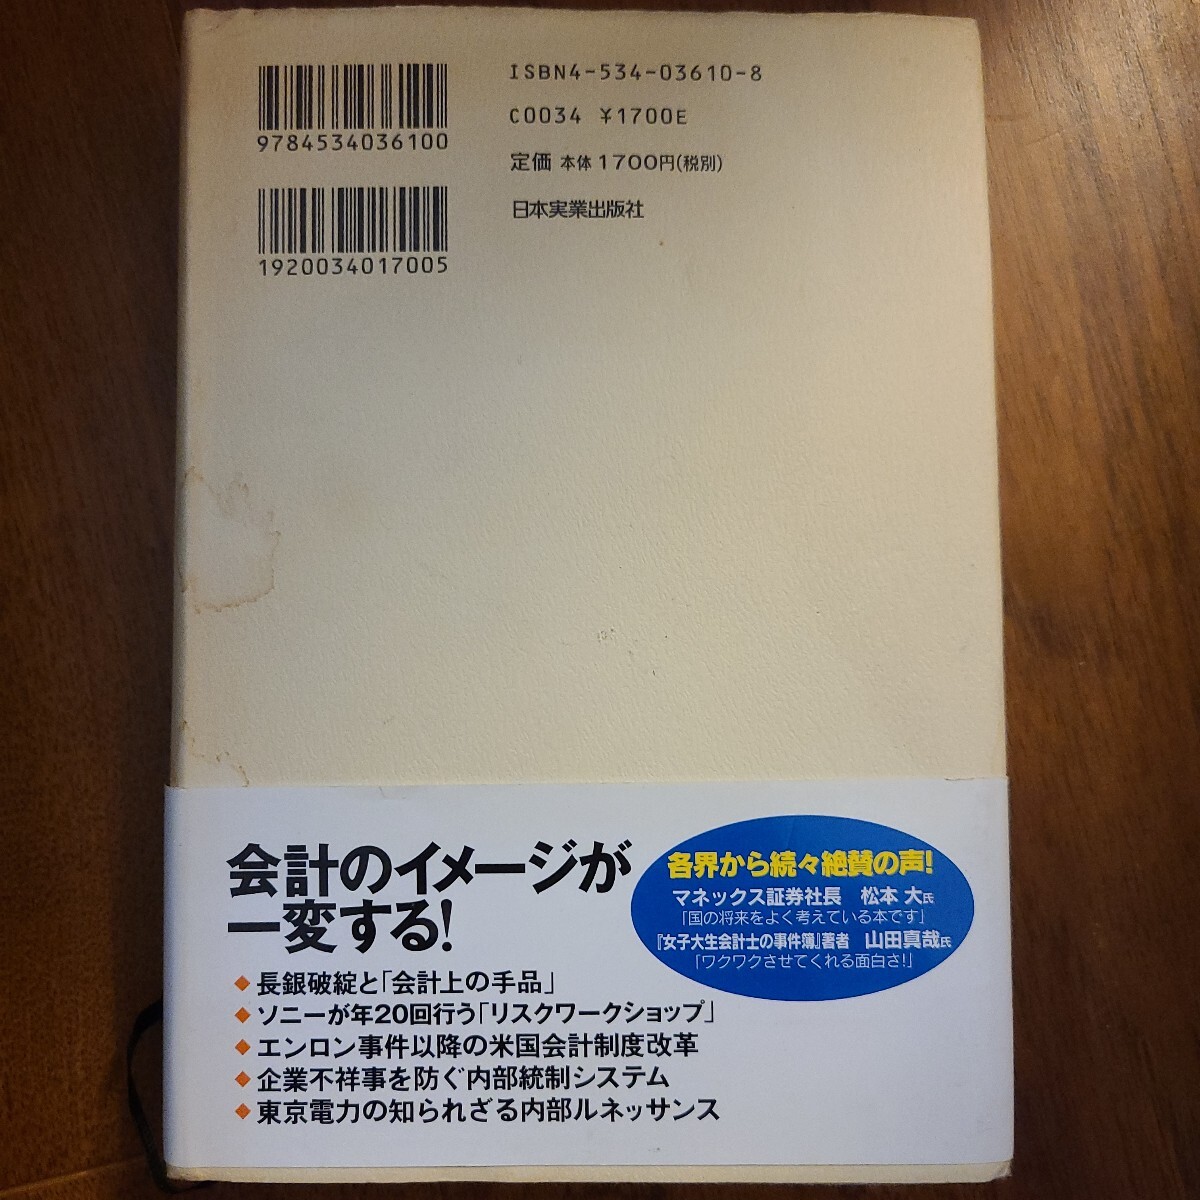 ISBN4-534-03610-8
C0034 ¥1700E
定価 本体1700円(税別)
日本実業出版社
9784534036100
1920034017005
会計のイメージが
一変する!
◆長銀破綻と「会計上の手品」
◆ソニーが年20回行う「リスクワークショップ」
◆エンロン事件以降の米国会計制度改革
◆企業不祥事を防ぐ内部統制システム
◆東京電力の知られざる内部ルネッサンス
各界から続々絶賛の声!
マネックス証券社長 松本 大氏
「国の将来をよく考えている本です」
『女子大生会計士の事件簿』著者 山田真哉氏
「ワクワクさせてくれる面白さ!」